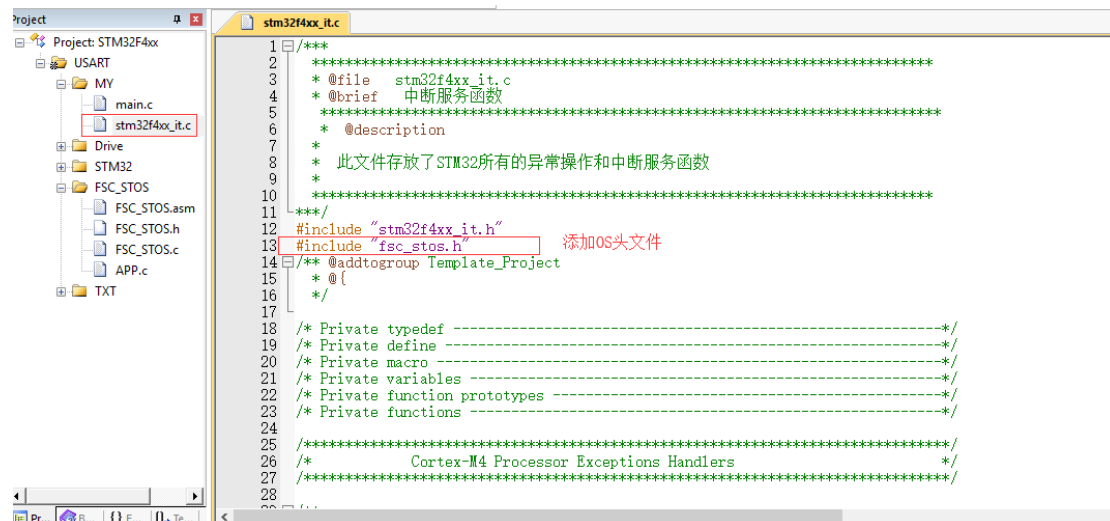 Project
Project: STM32F4xx
USART
MY
main.c
stm32f4xx_it.c
Drive
STM32
FSC_STOS
FSC_STOS.asm
FSC_STOS.h
FSC_STOS.c
APP.c
TXT
Pr...
B...
{} F...
Te...
stm32f4xx_it.c
1 /***
2 ******************************************************************************
3 * @file stm32f4xx_it.c
4 * @brief 中断服务函数
5 ******************************************************************************
6 * @description
7 *
8 * 此文件存放了STM32所有的异常操作和中断服务函数
9 *
10 ******************************************************************************
11 ***/
12 #include "stm32f4xx_it.h"
13 #include "fsc_stos.h" 添加OS头文件
14 /** @addtogroup Template_Project
15 * @{
16 */
17
18 /* Private typedef -----------------------------------------------------------*/
19 /* Private define ------------------------------------------------------------*/
20 /* Private macro -------------------------------------------------------------*/
21 /* Private variables ---------------------------------------------------------*/
22 /* Private function prototypes -----------------------------------------------*/
23 /* Private functions ---------------------------------------------------------*/
24
25 /******************************************************************************/
26 /* Cortex-M4 Processor Exceptions Handlers */
27 /******************************************************************************/
28